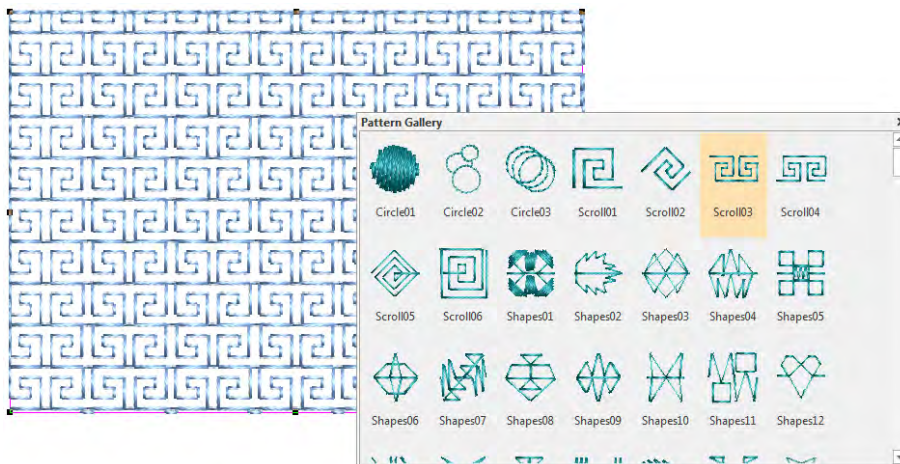 Pattern Gallery
Circle01 Circle02 Circle03 Scroll01 Scroll02 Scroll03 Scroll04
Scroll05 Scroll06 Shapes01 Shapes02 Shapes03 Shapes04 Shapes05
Shapes06 Shapes07 Shapes08 Shapes09 Shapes10 Shapes11 Shapes12